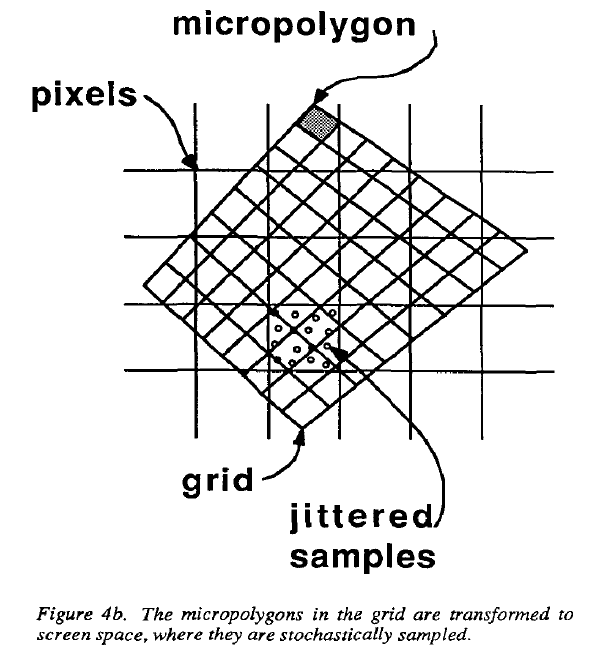 micropolygon
pixels
grid
jittered
samples
Figure 4b. The micropolygons in the grid are transformed to
screen space, where they are stochastically sampled.